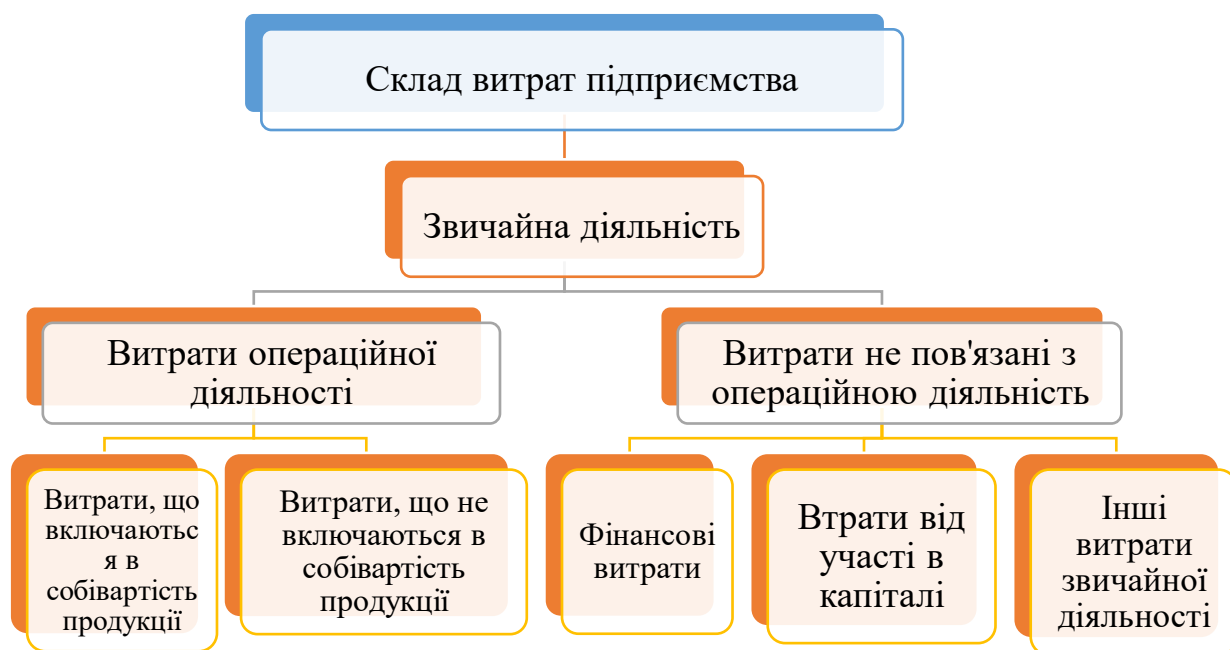 Склад витрат підприємства
Звичайна діяльність
Витрати операційної
діяльності
Витрати не пов'язані з
операційною діяльність
Витрати, що
включаютьс
я в
собівартість
продукції
Витрати, що не
включаються в
собівартість
продукції
Фінансові
витрати
Втрати від
участі в
капіталі
Інші
витрати
звичайної
діяльності